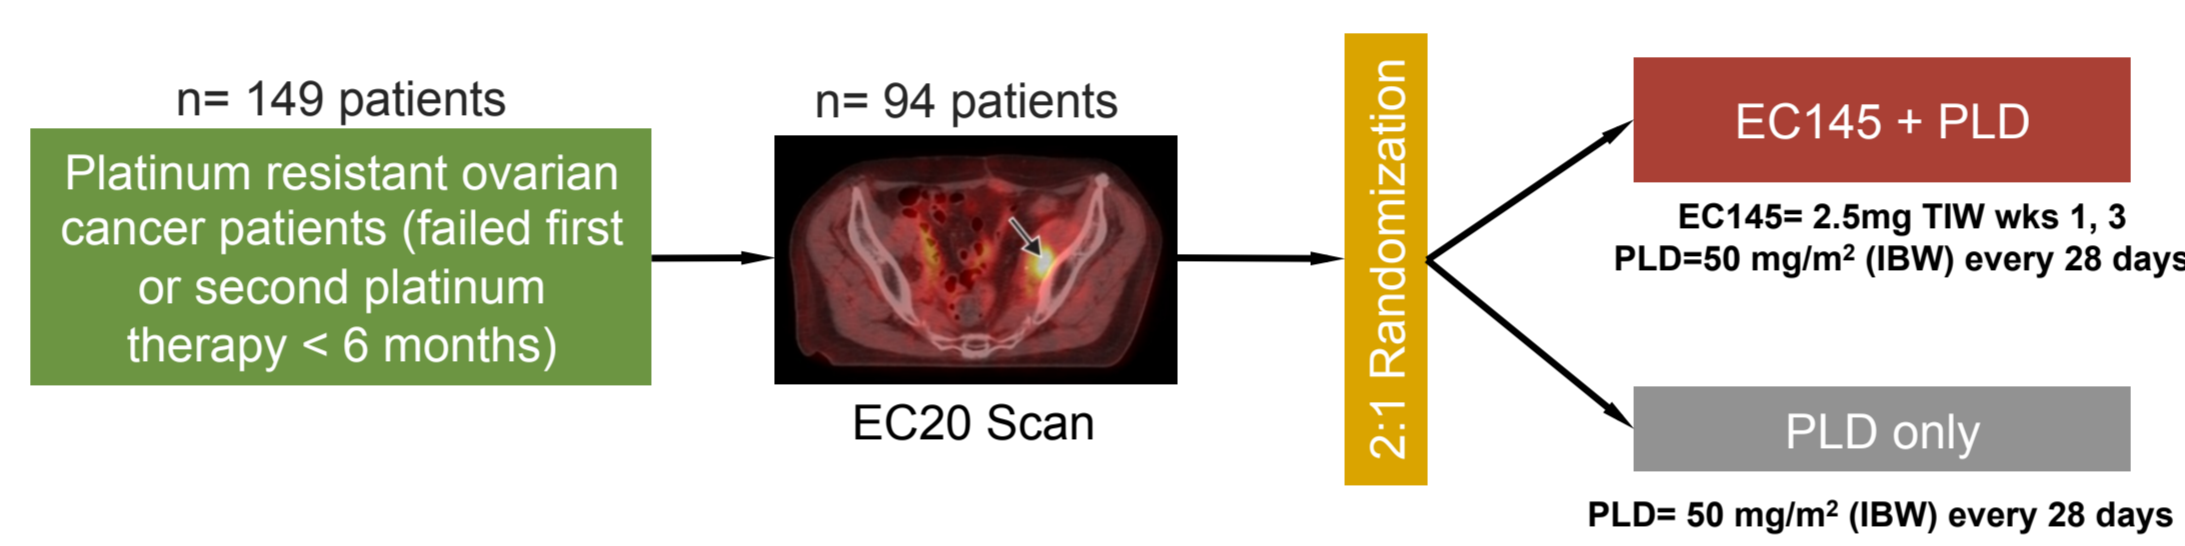 n= 149 patients
Platinum resistant ovarian
cancer patients (failed first
or second platinum
therapy < 6 months)
n= 94 patients
EC20 Scan
2:1 Randomization
EC145 + PLD
EC145= 2.5mg TIW wks 1, 3
PLD=50 mg/m² (IBW) every 28 days
PLD only
PLD= 50 mg/m² (IBW) every 28 days